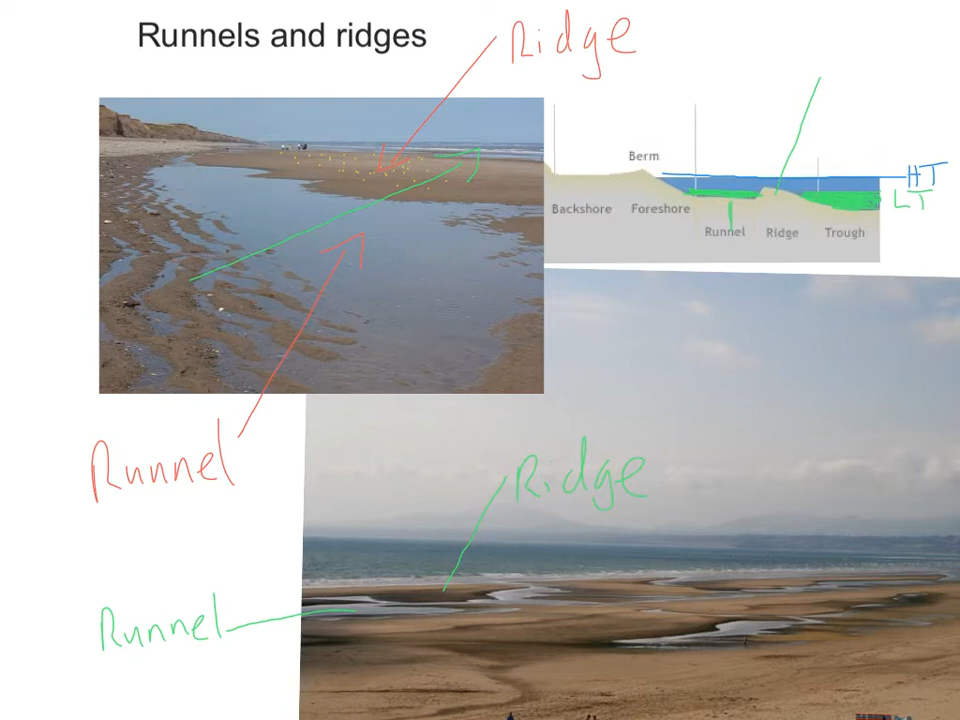 Runnels and ridges
Ridge
Berm
HT
LT
Backshore
Foreshore
Runnel
Ridge
Trough
Runnel
Ridge
Runnel